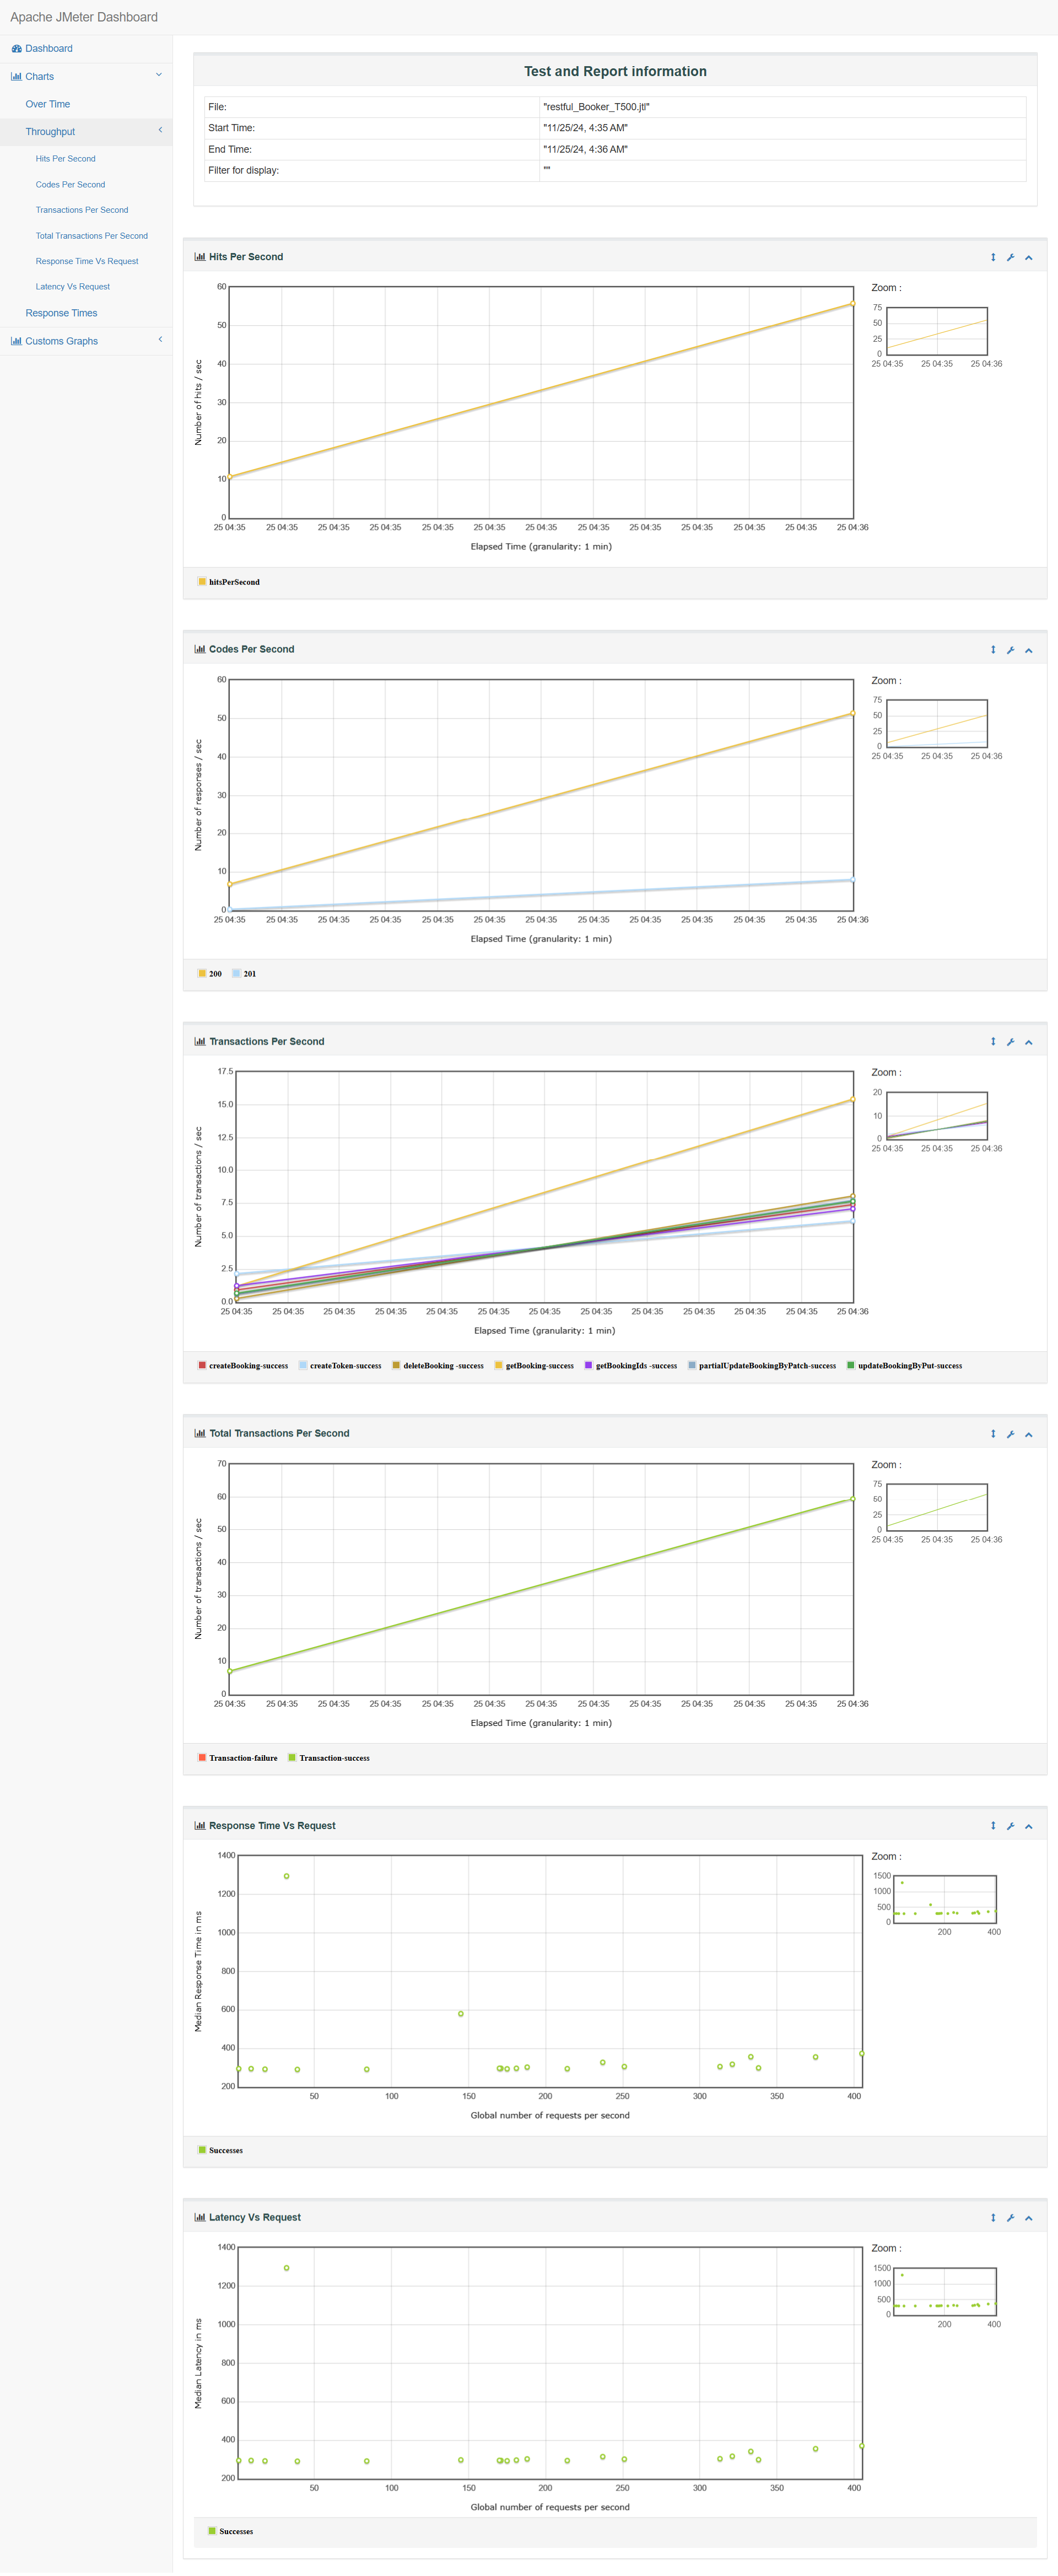 Apache JMeter Dashboard
Dashboard
Charts
Over Time
Throughput
Hits Per Second
Codes Per Second
Transactions Per Second
Total Transactions Per Second
Response Time Vs Request
Latency Vs Request
Response Times
Customs Graphs
Test and Report information
File: "restful_Booker_T500.jtl"
Start Time: "11/25/24, 4:35 AM"
End Time: "11/25/24, 4:36 AM"
Filter for display: ""
Hits Per Second
Number of hits / sec
60
50
40
30
20
10
0
25 04:35 25 04:35 25 04:35 25 04:35 25 04:35 25 04:35 25 04:35 25 04:35 25 04:35 25 04:35 25 04:35 25 04:35 25 04:36
Elapsed Time (granularity: 1 min)
Zoom :
75
50
25
0
25 04:35 25 04:35 25 04:36
hitsPerSecond
Codes Per Second
Number of responses / sec
60
50
40
30
20
10
0
25 04:35 25 04:35 25 04:35 25 04:35 25 04:35 25 04:35 25 04:35 25 04:35 25 04:35 25 04:35 25 04:35 25 04:35 25 04:36
Elapsed Time (granularity: 1 min)
Zoom :
75
50
25
0
25 04:35 25 04:35 25 04:36
200 201
Transactions Per Second
Number of transactions / sec
17.5
15.0
12.5
10.0
7.5
5.0
2.5
0.0
25 04:35 25 04:35 25 04:35 25 04:35 25 04:35 25 04:35 25 04:35 25 04:35 25 04:35 25 04:35 25 04:35 25 04:35 25 04:36
Elapsed Time (granularity: 1 min)
Zoom :
20
10
0
25 04:35 25 04:35 25 04:36
createBooking-success createToken-success deleteBooking -success getBooking-success getBookingIds -success partialUpdateBookingByPatch-success updateBookingByPut-success
Total Transactions Per Second
Number of transactions / sec
70
60
50
40
30
20
10
0
25 04:35 25 04:35 25 04:35 25 04:35 25 04:35 25 04:35 25 04:35 25 04:35 25 04:35 25 04:35 25 04:35 25 04:35 25 04:36
Elapsed Time (granularity: 1 min)
Zoom :
75
50
25
0
25 04:35 25 04:35 25 04:36
Transaction-failure Transaction-success
Response Time Vs Request
Median Response Time in ms
1400
1200
1000
800
600
400
200
50 100 150 200 250 300 350 400
Global number of requests per second
Zoom :
1500
1000
500
0
200 400
Successes
Latency Vs Request
Median Latency in ms
1400
1200
1000
800
600
400
200
50 100 150 200 250 300 350 400
Global number of requests per second
Zoom :
1500
1000
500
0
200 400
Successes